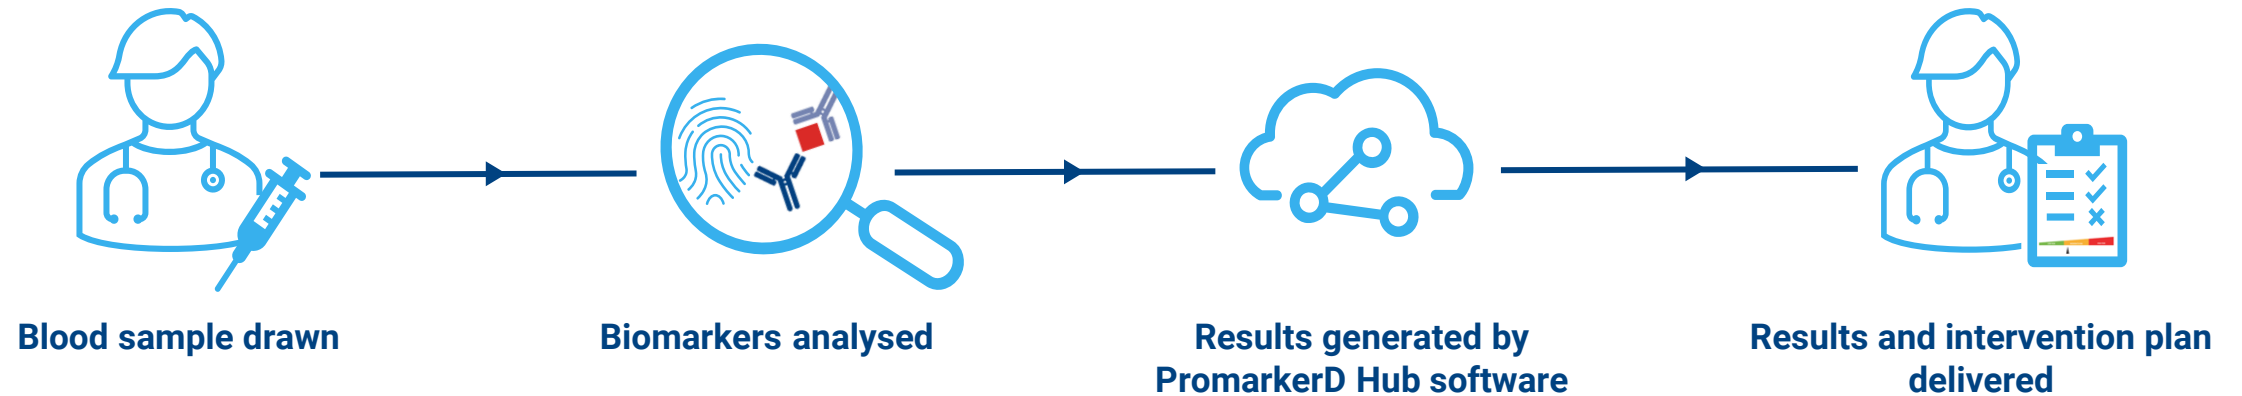 Blood sample drawn
Biomarkers analysed
Results generated by
PromarkerD Hub software
Results and intervention plan
delivered